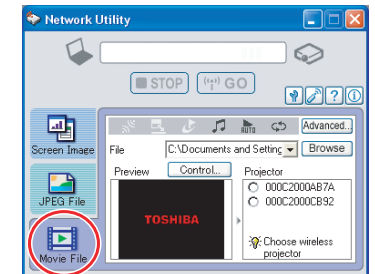 Network Utility
STOP GO
Advanced...
Screen Image
File C:\Documents and Setting Browse
Preview Control... Projector
000C2000AB7A
000C2000CB92
JPEG File
TOSHIBA
Choose wireless
projector
Movie File